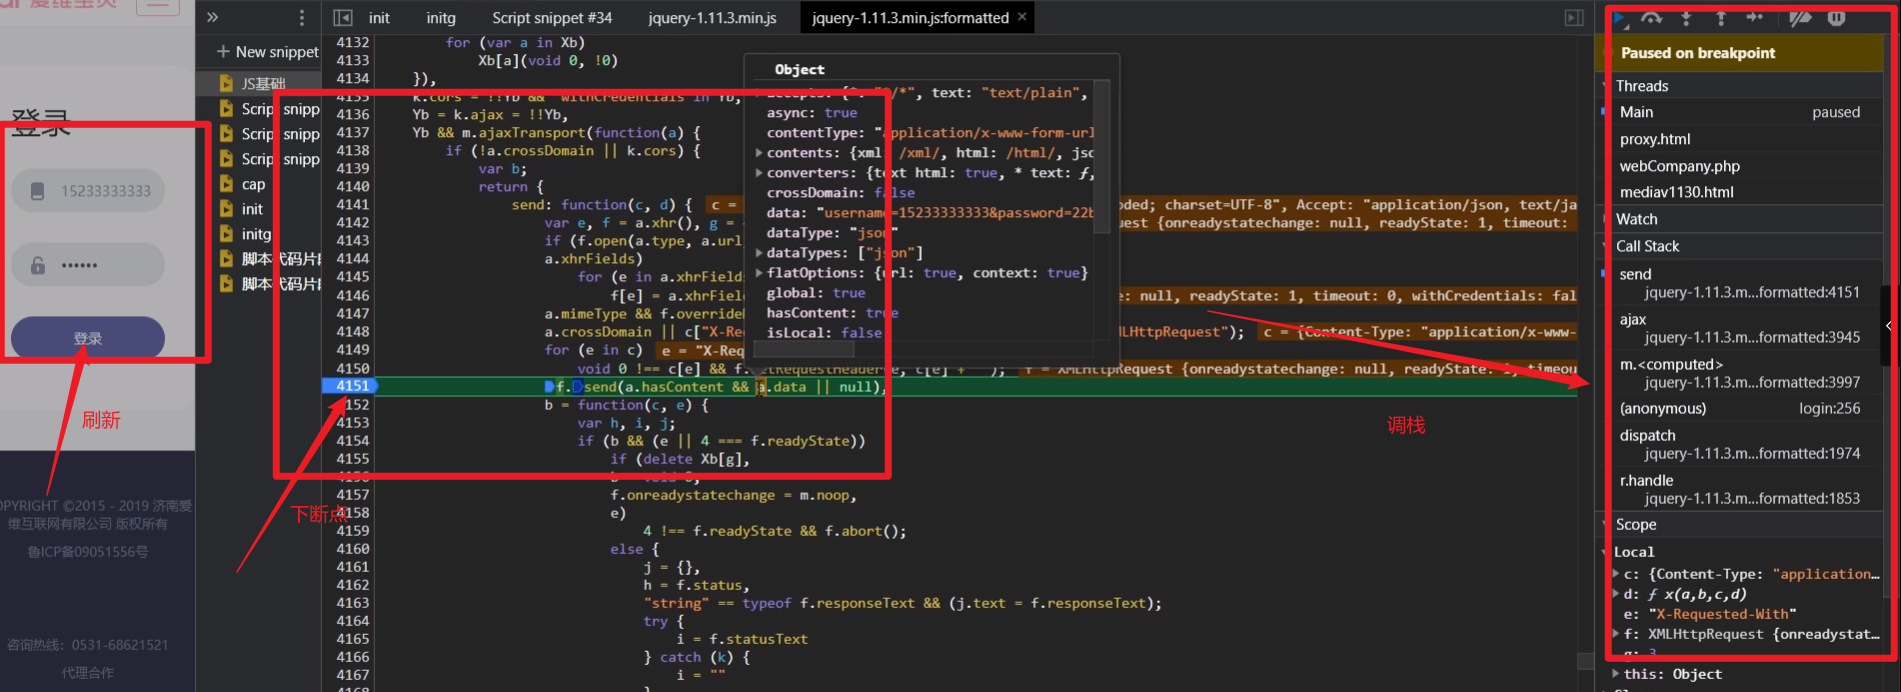 登录
15233333333
••••••
登录
刷新
OPYRIGHT ©2015 - 2019 济南爱
维互联网有限公司 版权所有
鲁ICP备09051556号
咨询热线：0531-68621521
代理合作
New snippet
JS基础
Script snipp
Script snipp
Script snipp
cap
init
initg
脚本代码片
脚本代码片
init
initg
Script snippet #34
jquery-1.11.3.min.js
jquery-1.11.3.min.js:formatted ×
4132 for (var a in Xb)
4133 Xb[a](void 0, !0)
4134 }),
4135 k.cors = !!Yb && "withCredentials" in Yb,
4136 Yb = k.ajax = !!Yb,
4137 Yb && m.ajaxTransport(function(a) {
4138 if (!a.crossDomain || k.cors) {
4139 var b;
4140 return {
4141 send: function(c, d) { c =
4142 var e, f = a.xhr(), g =
4143 if (f.open(a.type, a.url
4144 a.xhrFields)
4145 for (e in a.xhrField
4146 f[e] = a.xhrFiel
4147 a.mimeType && f.override
4148 a.crossDomain || c["X-Re
4149 for (e in c) e = "X-Req
4150 void 0 !== c[e] && f.
4151 f.send(a.hasContent && a.data || null),
4152 b = function(c, e) {
4153 var h, i, j;
4154 if (b && (e || 4 === f.readyState))
4155 if (delete Xb[g],
4157 f.onreadystatechange = m.noop,
4158 e)
4159 4 !== f.readyState && f.abort();
4160 else {
4161 j = {},
4162 h = f.status,
4163 "string" == typeof f.responseText && (j.text = f.responseText);
4164 try {
4165 i = f.statusText
4166 } catch (k) {
4167 i = ""
下断点
Object
accepts: {*: "*/*", text: "text/plain",
async: true
contentType: "application/x-www-form-url
contents: {xml: /xml/, html: /html/, jso
converters: {text html: true, * text: ƒ,
crossDomain: false
data: "username=15233333333&password=22b
dataType: "json"
dataTypes: ["json"]
flatOptions: {url: true, context: true}
global: true
hasContent: true
isLocal: false
oded; charset=UTF-8", Accept: "application/json, text/ja
est {onreadystatechange: null, readyState: 1, timeout:
e: null, readyState: 1, timeout: 0, withCredentials: fal
MLHttpRequest"); c = {Content-Type: "application/x-www-
f = XMLHttpRequest {onreadystatechange: null, readyState: 1, timeou
调栈
Paused on breakpoint
Threads
Main paused
proxy.html
webCompany.php
mediav1130.html
Watch
Call Stack
send
jquery-1.11.3.m…formatted:4151
ajax
jquery-1.11.3.m…formatted:3945
m.<computed>
jquery-1.11.3.m…formatted:3997
(anonymous) login:256
dispatch
jquery-1.11.3.m…formatted:1974
r.handle
jquery-1.11.3.m…formatted:1853
Scope
Local
c: {Content-Type: "application…
d: ƒ x(a,b,c,d)
e: "X-Requested-With"
f: XMLHttpRequest {onreadystat…
g: 3
this: Object